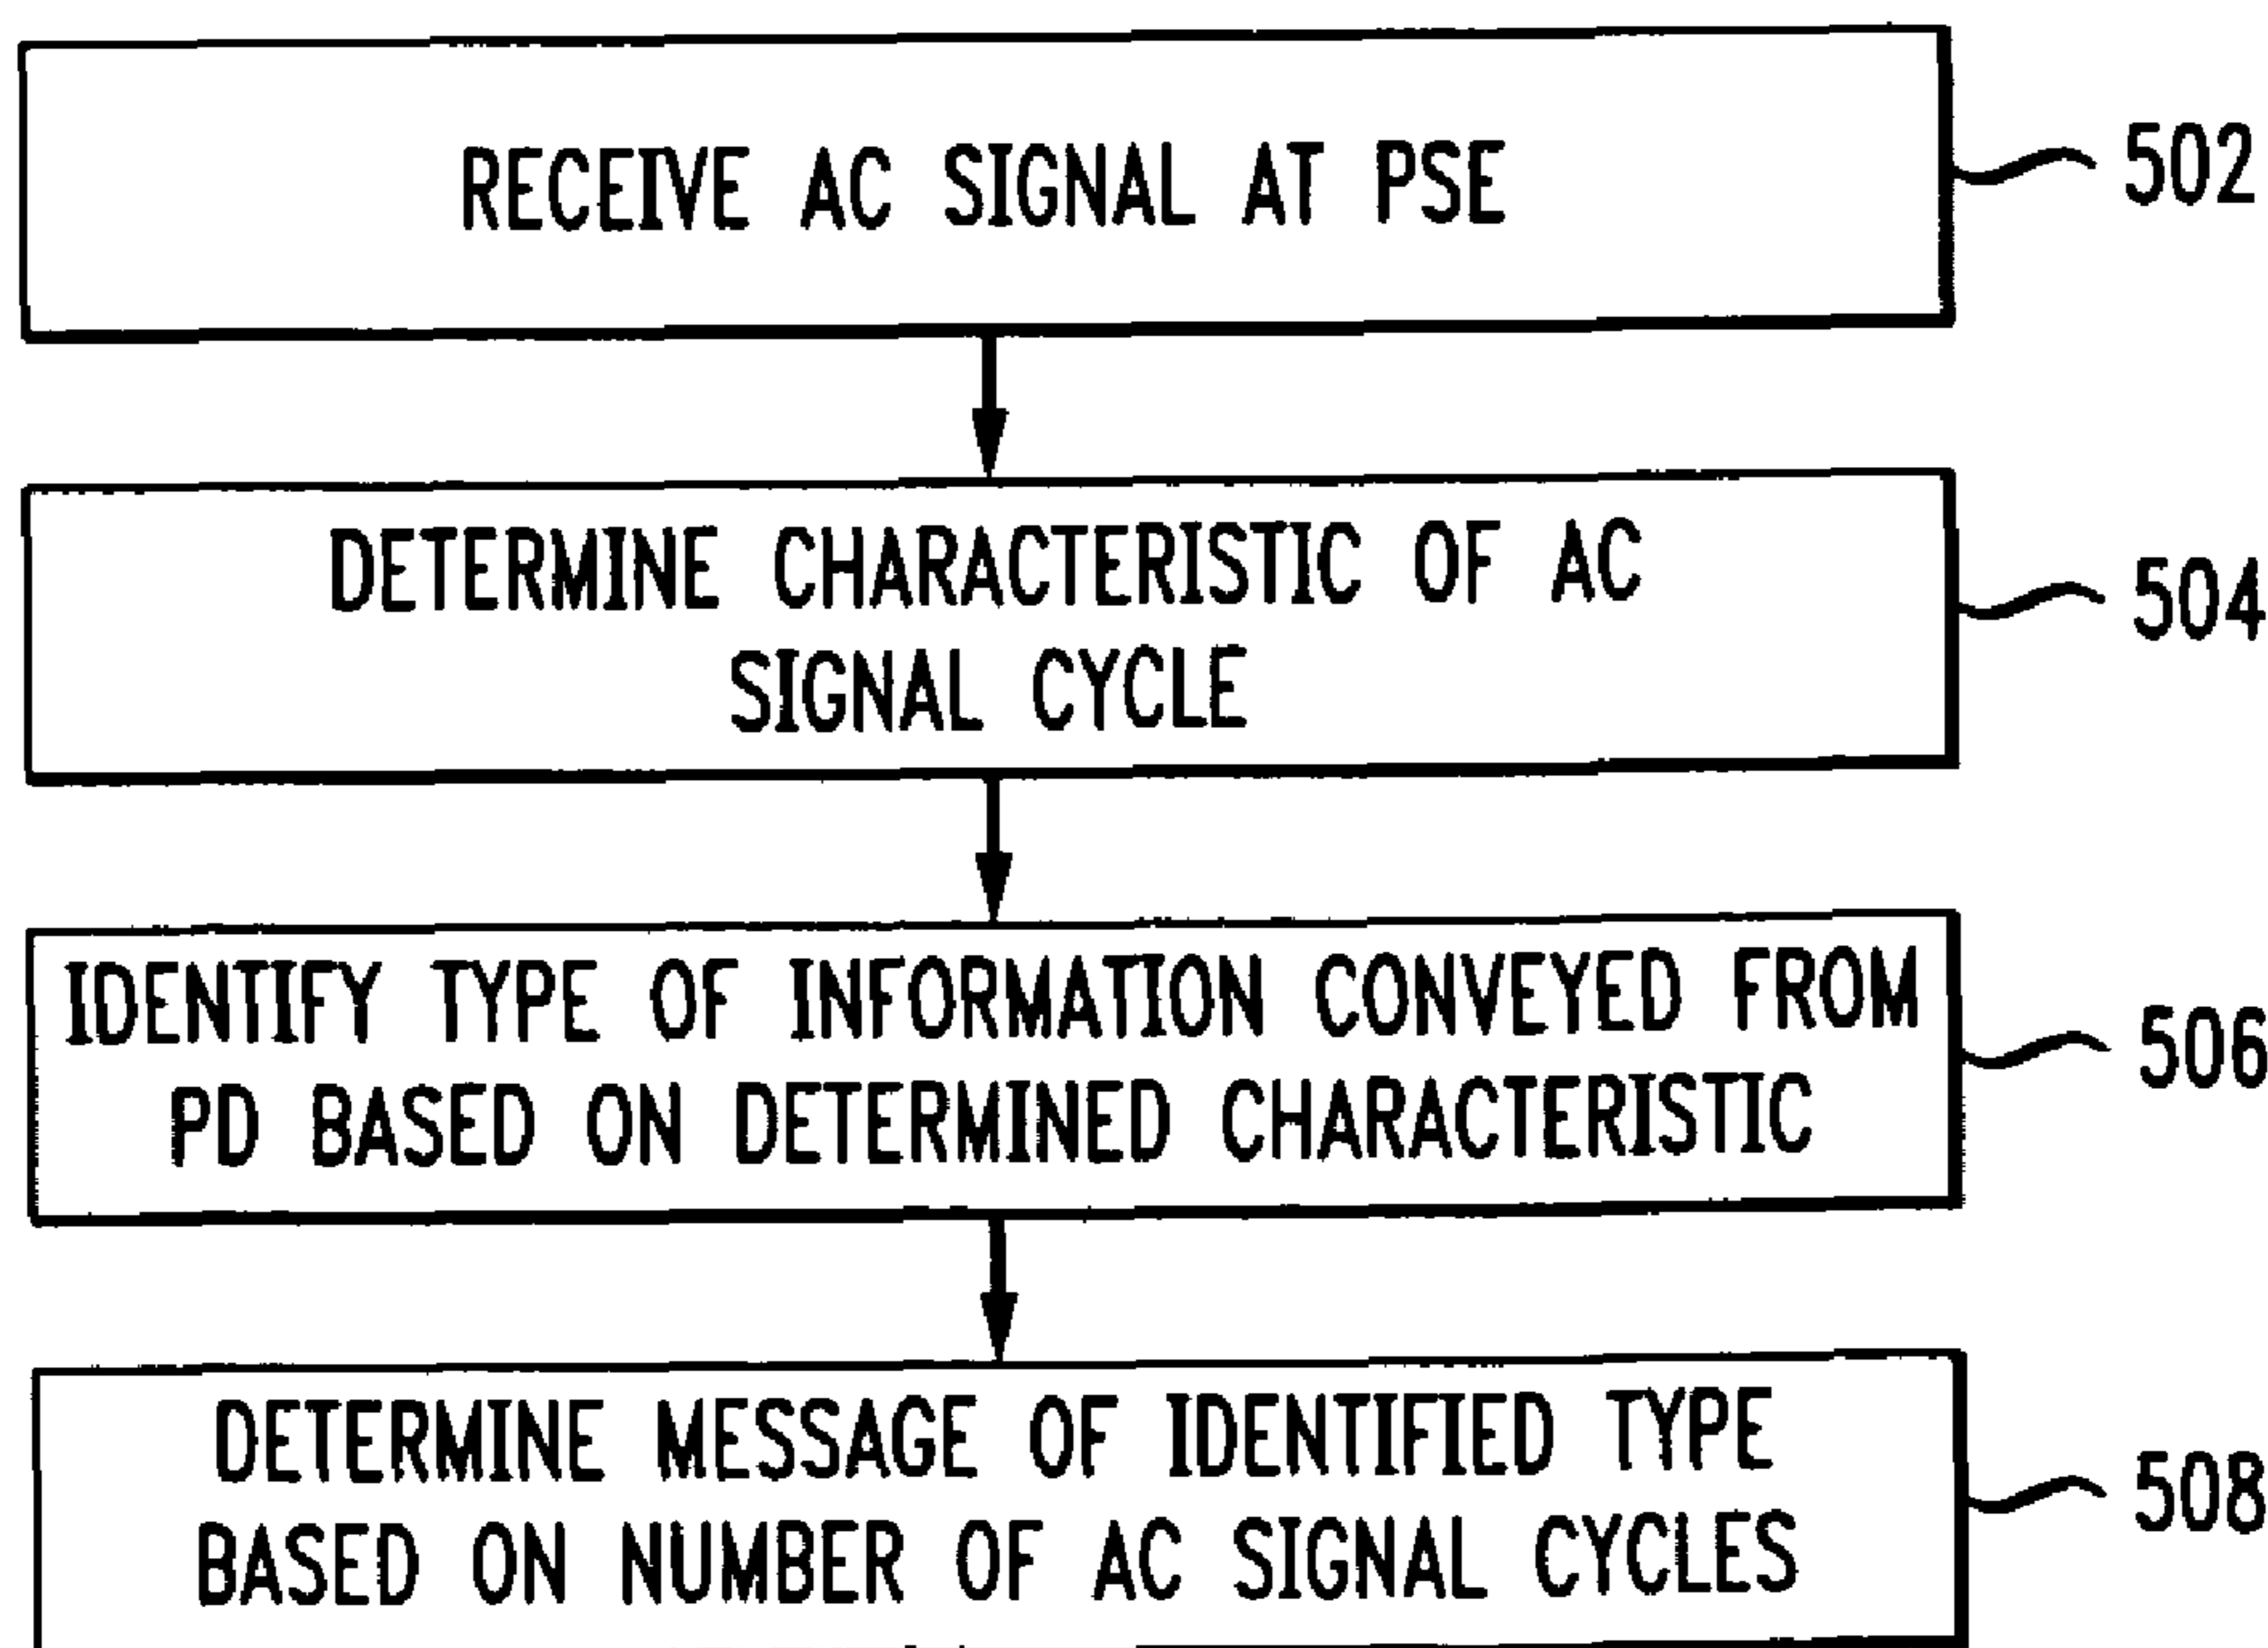 RECEIVE AC SIGNAL AT PSE
502
DETERMINE CHARACTERISTIC OF AC
SIGNAL CYCLE
504
IDENTIFY TYPE OF INFORMATION CONVEYED FROM
PD BASED ON DETERMINED CHARACTERISTIC
506
DETERMINE MESSAGE OF IDENTIFIED TYPE
BASED ON NUMBER OF AC SIGNAL CYCLES
508